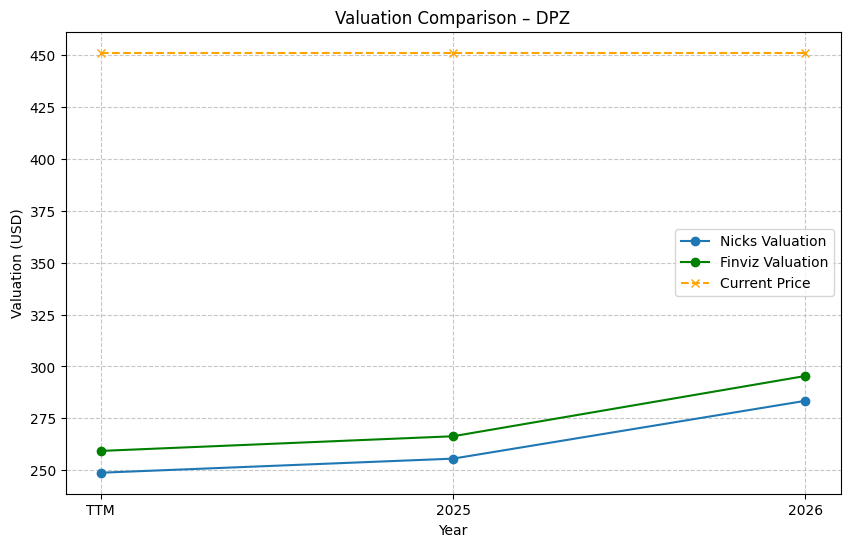 Valuation Comparison – DPZ
Valuation (USD)
450
425
400
375
350
325
300
275
250
Nicks Valuation
Finviz Valuation
Current Price
TTM
2025
2026
Year